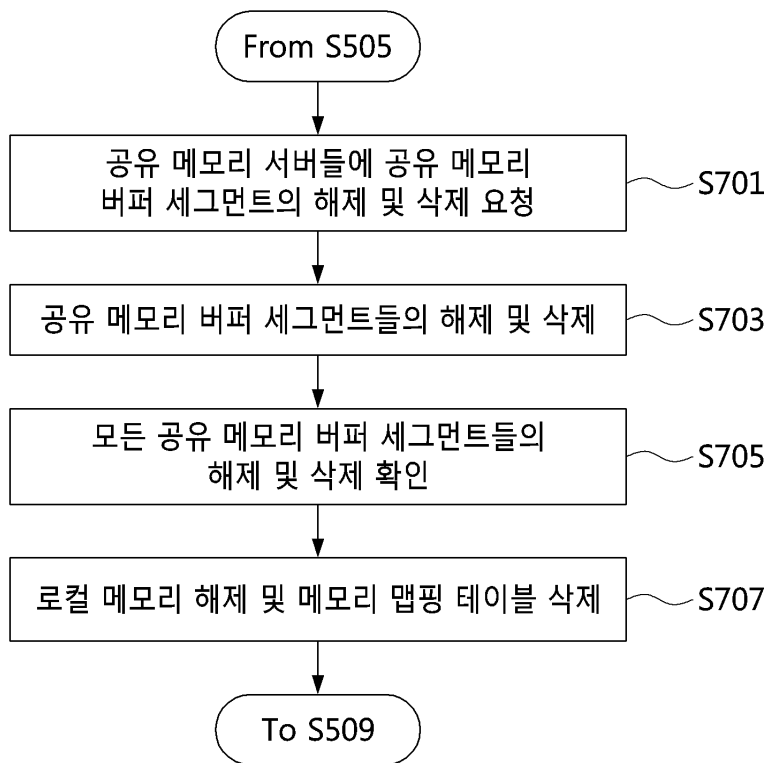 From S505
공유 메모리 서버들에 공유 메모리
버퍼 세그먼트의 해제 및 삭제 요청
S701
공유 메모리 버퍼 세그먼트들의 해제 및 삭제
S703
모든 공유 메모리 버퍼 세그먼트들의
해제 및 삭제 확인
S705
로컬 메모리 해제 및 메모리 맵핑 테이블 삭제
S707
To S509